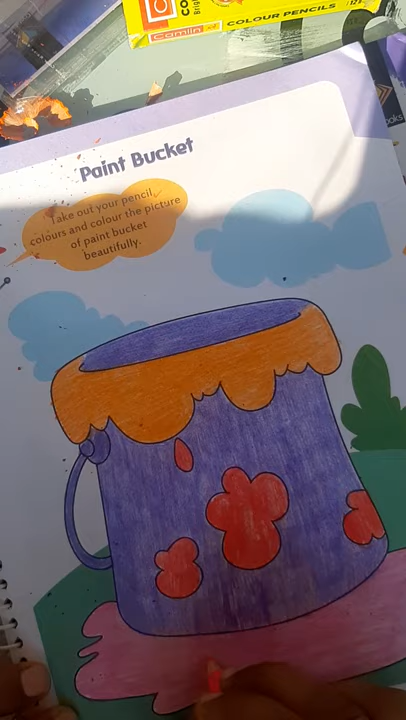 COLOUR PENCILS
Camlin
Paint Bucket
Take out your pencil
colours and colour the picture
of paint bucket
beautifully.